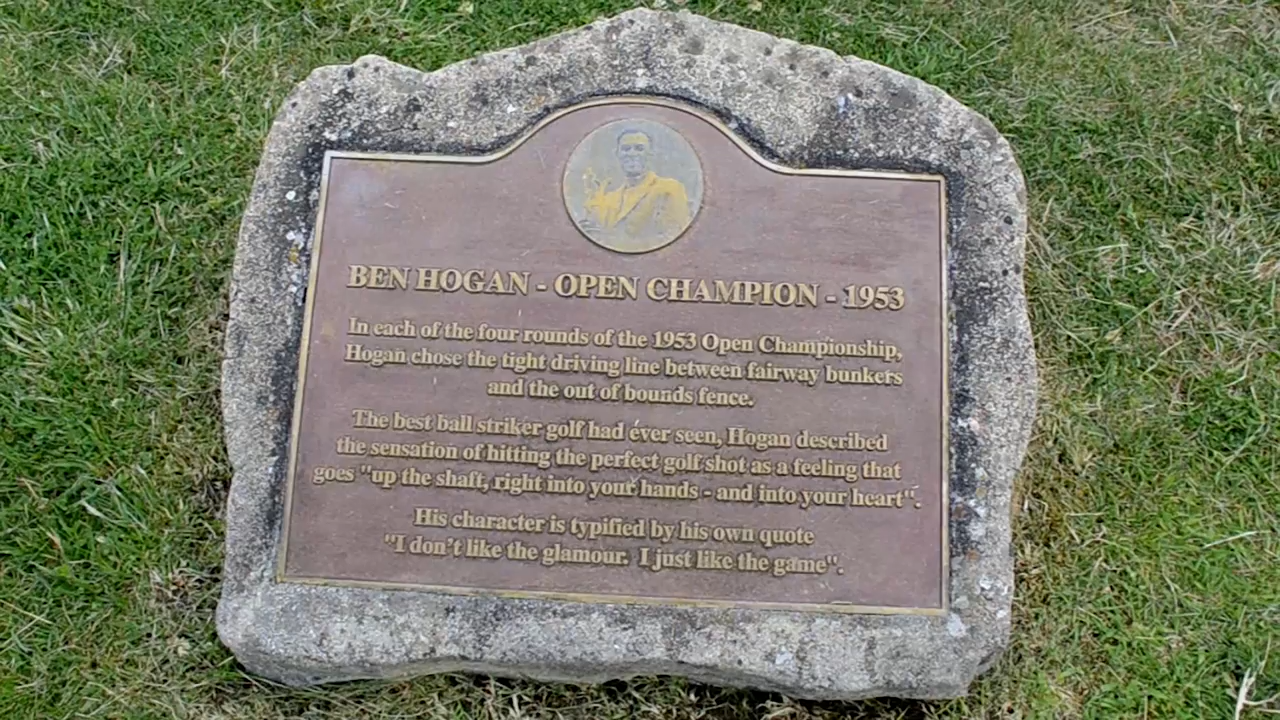 BEN HOGAN - OPEN CHAMPION - 1953
In each of the four rounds of the 1953 Open Championship,
Hogan chose the tight driving line between fairway bunkers
and the out of bounds fence.
The best ball striker golf had ever seen, Hogan described
the sensation of hitting the perfect golf shot as a feeling that
goes "up the shaft, right into your hands - and into your heart".
His character is typified by his own quote
"I don't like the glamour. I just like the game".